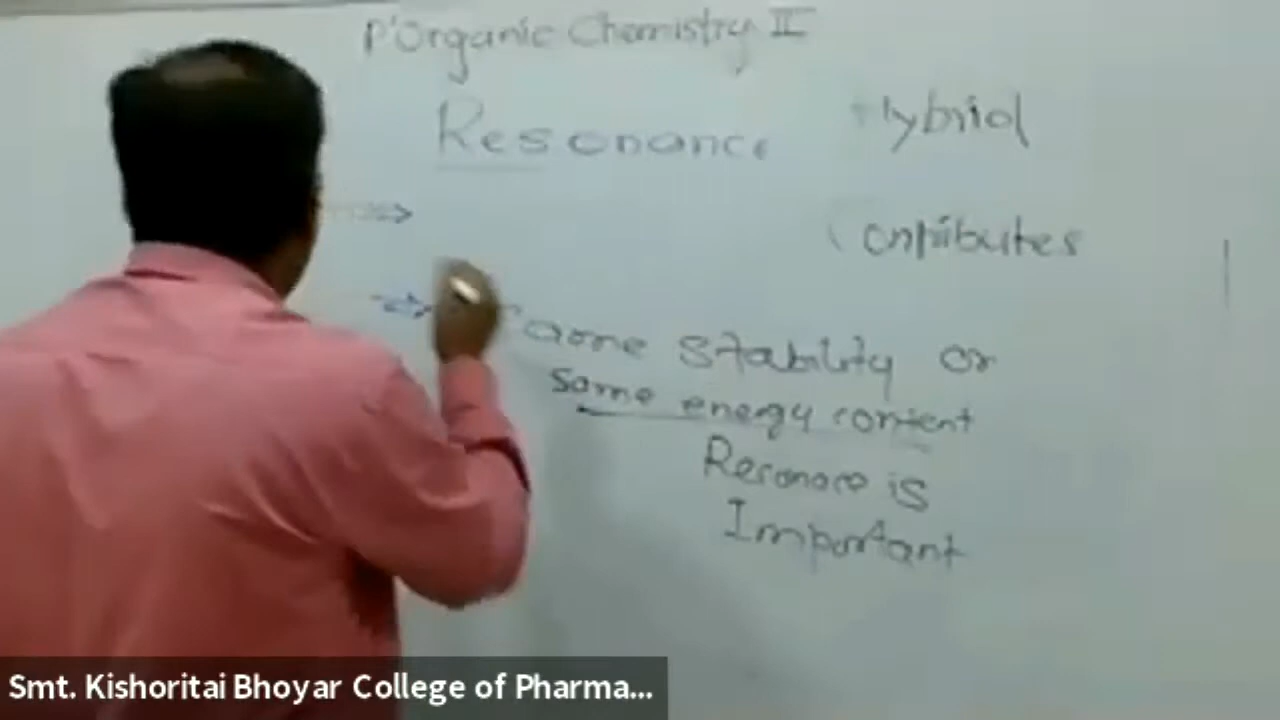 P'Organic Chemistry II
Resonance
Hybrid
Contributes
Same Stability or
same energy content
Resonace is
Important
Smt. Kishoritai Bhoyar College of Pharma...